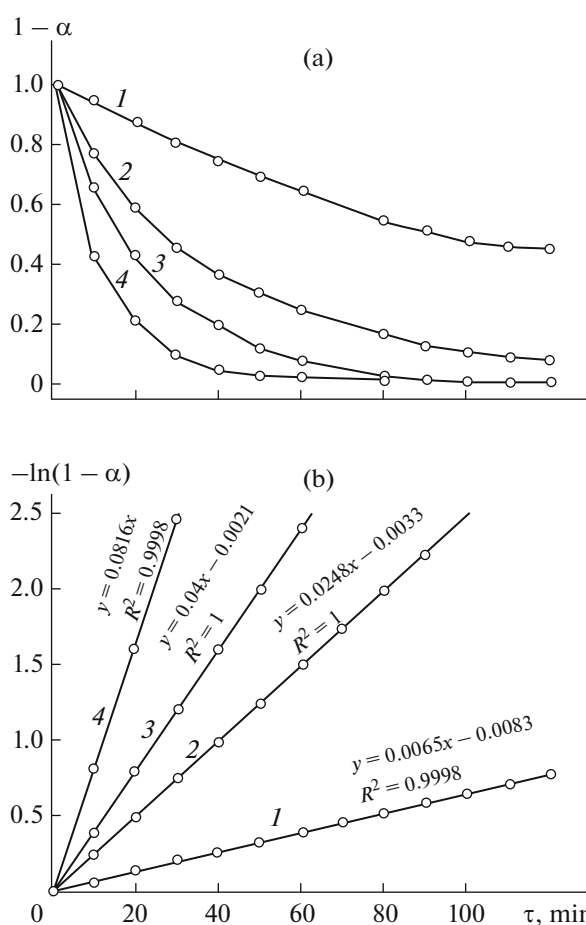 1 – α
(a)
1.0
0.8
0.6
0.4
0.2
0
1
2
3
4
–ln(1 – α)
(b)
2.5
2.0
1.5
1.0
0.5
0
20
40
60
80
100
τ, min
y = 0.0816x
R² = 0.9998
4
y = 0.04x – 0.0021
R² = 1
3
y = 0.0248x – 0.0033
R² = 1
2
y = 0.0065x – 0.0083
R² = 0.9998
1